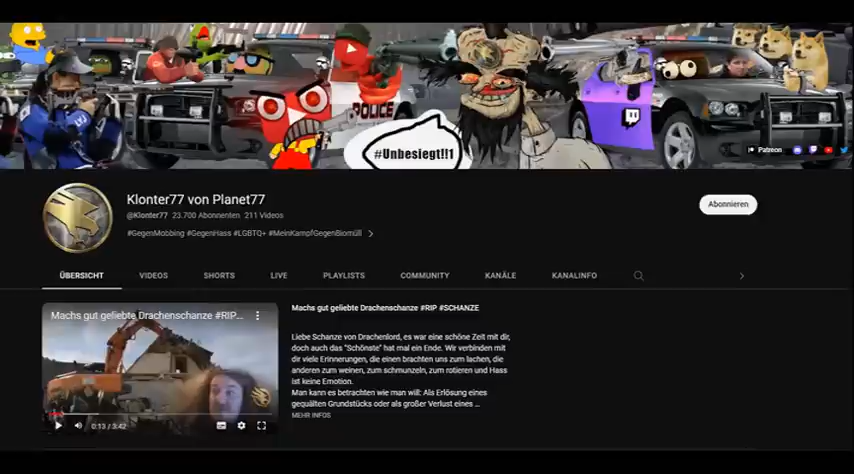 POLICE
#Unbesiegt!!1
Patreon
Klonter77 von Planet77
@Klonter77 23.700 Abonnenten 211 Videos
#GegenMobbing #GegenHass #LGBTQ+ #MeinKampfGegenBiomüll
Abonnieren
ÜBERSICHT VIDEOS SHORTS LIVE PLAYLISTS COMMUNITY KANÄLE KANALINFO
Machs gut geliebte Drachenschanze #RIP...
0:13 / 3:42
Machs gut geliebte Drachenschanze #RIP #SCHANZE
Liebe Schanze von Drachenlord, es war eine schöne Zeit mit dir,
doch auch das "Schönste" hat mal ein Ende. Wir verbinden mit
dir viele Erinnerungen, die einen brachten uns zum lachen, die
anderen zum weinen, zum schmunzeln, zum rotieren und Hass
ist keine Emotion.
Man kann es betrachten wie man will: Als Erlösung eines
gequälten Grundstücks oder als großer Verlust eines ...
MEHR INFOS